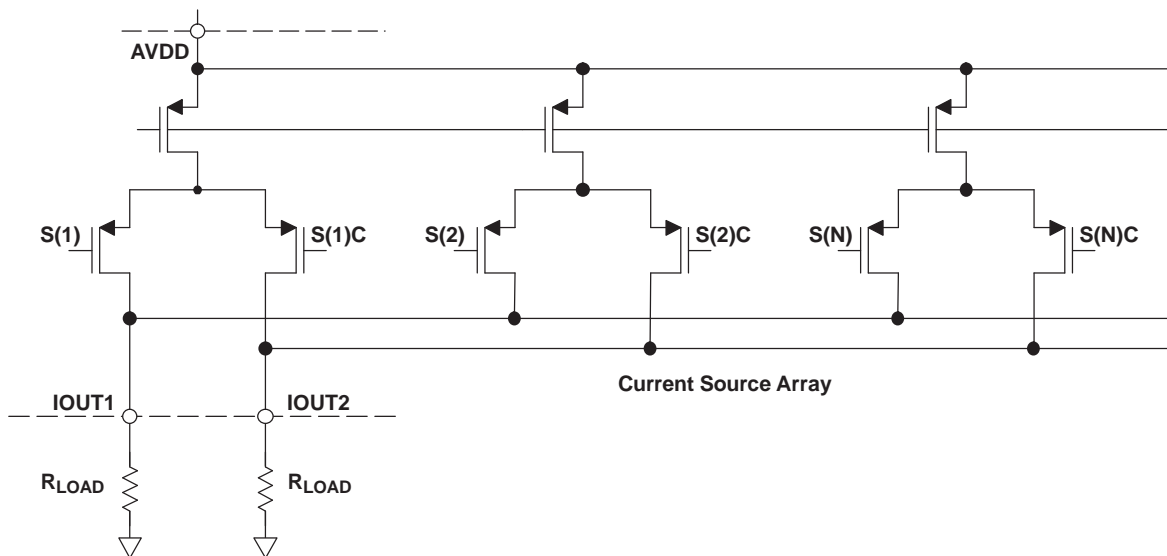 AVDD
S(1)
S(1)C
S(2)
S(2)C
S(N)
S(N)C
Current Source Array
IOUT1
IOUT2
RLOAD
RLOAD